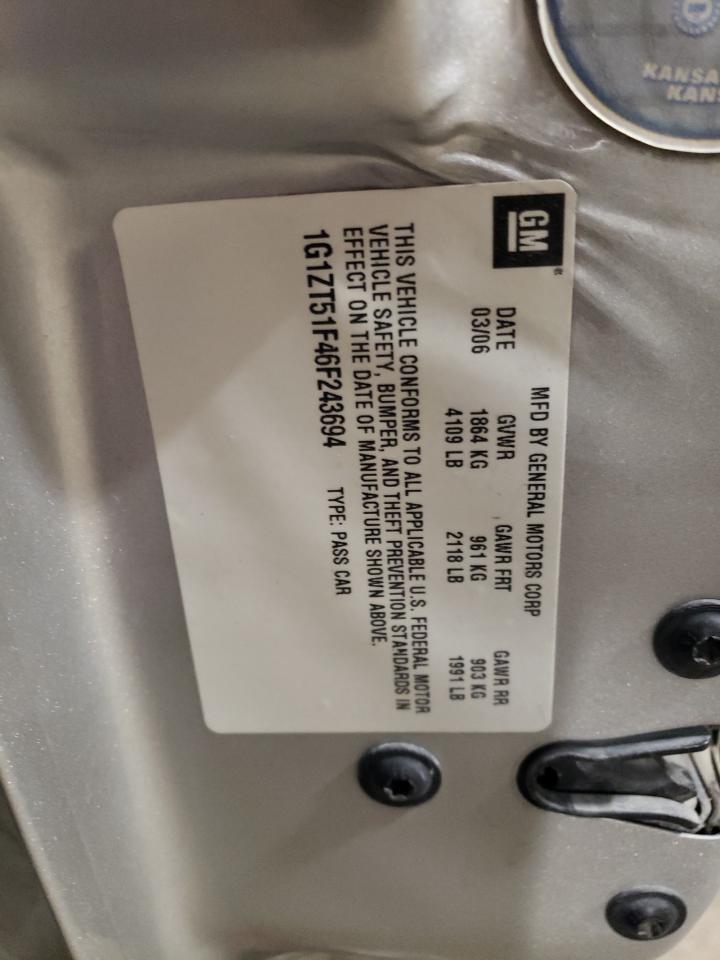 GM
MFD BY GENERAL MOTORS CORP
DATE GVWR GAWR FRT GAWR RR
03/06 1864 KG 961 KG 903 KG
4109 LB 2118 LB 1991 LB
THIS VEHICLE CONFORMS TO ALL APPLICABLE U.S. FEDERAL MOTOR
VEHICLE SAFETY, BUMPER, AND THEFT PREVENTION STANDARDS IN
EFFECT ON THE DATE OF MANUFACTURE SHOWN ABOVE.
1G1ZT51F46F243694 TYPE: PASS CAR
KANSA
KANS